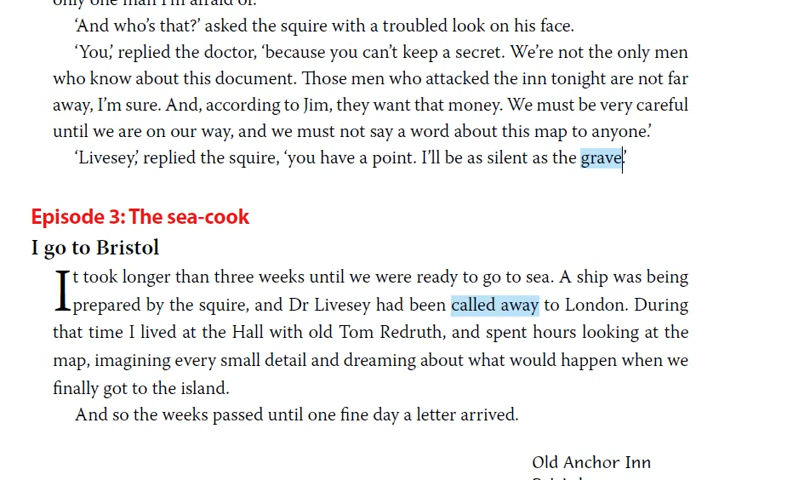 only one man I'm afraid of.'
‘And who's that?’ asked the squire with a troubled look on his face.
‘You,’ replied the doctor, ‘because you can't keep a secret. We're not the only men
who know about this document. Those men who attacked the inn tonight are not far
away, I'm sure. And, according to Jim, they want that money. We must be very careful
until we are on our way, and we must not say a word about this map to anyone.’
‘Livesey,’ replied the squire, ‘you have a point. I'll be as silent as the grave.’
Episode 3: The sea-cook
I go to Bristol
It took longer than three weeks until we were ready to go to sea. A ship was being
prepared by the squire, and Dr Livesey had been called away to London. During
that time I lived at the Hall with old Tom Redruth, and spent hours looking at the
map, imagining every small detail and dreaming about what would happen when we
finally got to the island.
And so the weeks passed until one fine day a letter arrived.
Old Anchor Inn